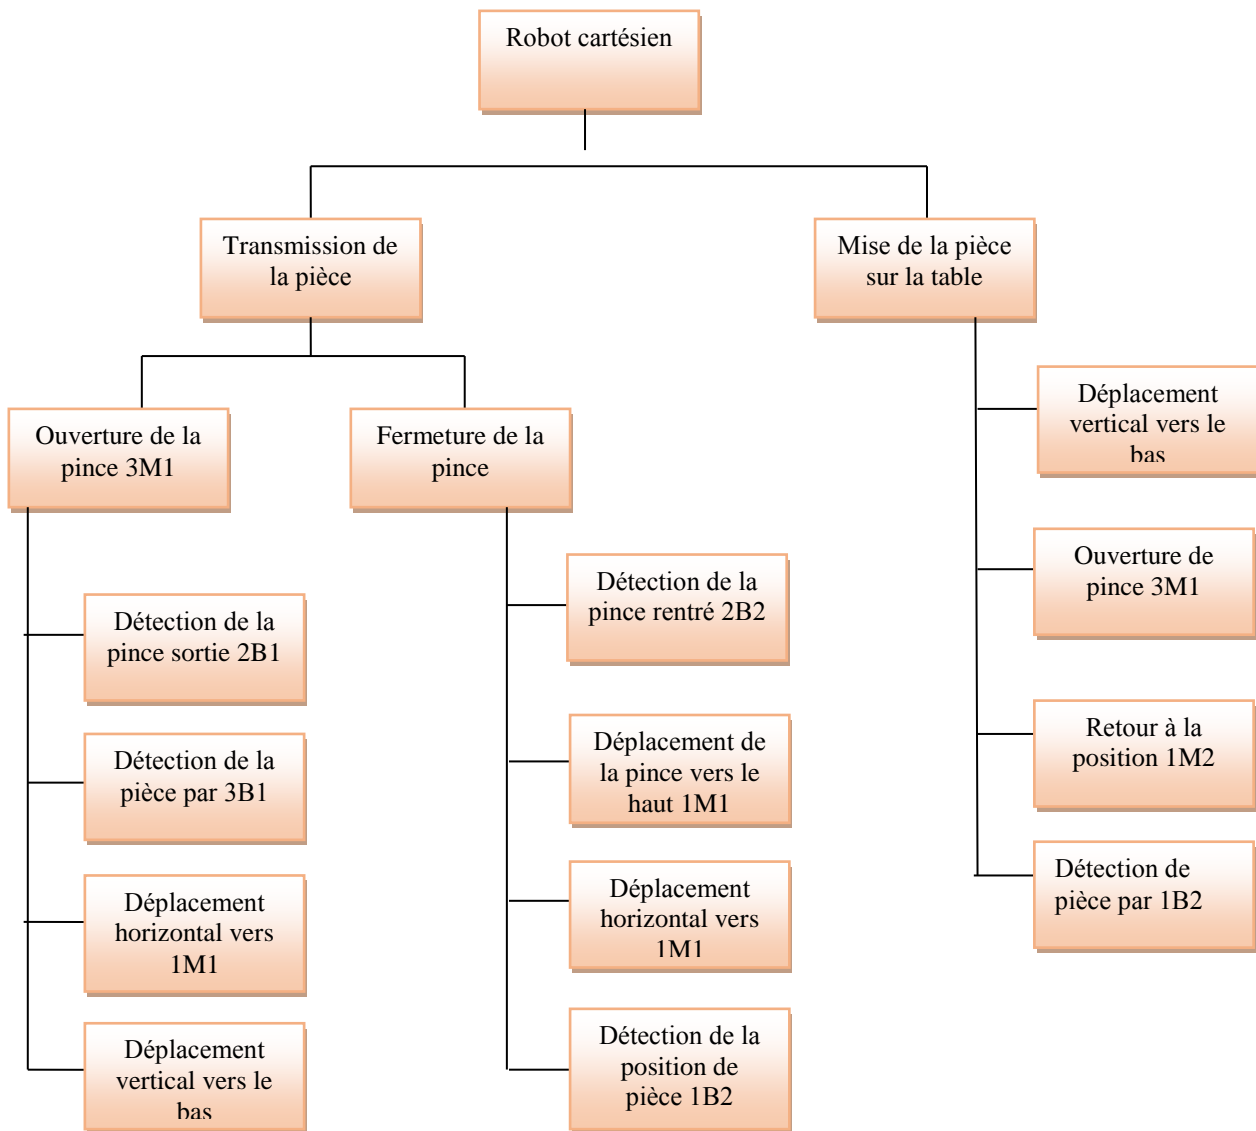 Robot cartésien
Transmission de
la pièce
Mise de la pièce
sur la table
Ouverture de la
pince 3M1
Fermeture de la
pince
Détection de la
pince sortie 2B1
Détection de la
pièce par 3B1
Déplacement
horizontal vers
1M1
Déplacement
vertical vers le
bas
Détection de la
pince rentré 2B2
Déplacement de
la pince vers le
haut 1M1
Déplacement
horizontal vers
1M1
Détection de la
position de
pièce 1B2
Déplacement
vertical vers le
bas
Ouverture de
pince 3M1
Retour à la
position 1M2
Détection de
pièce par 1B2